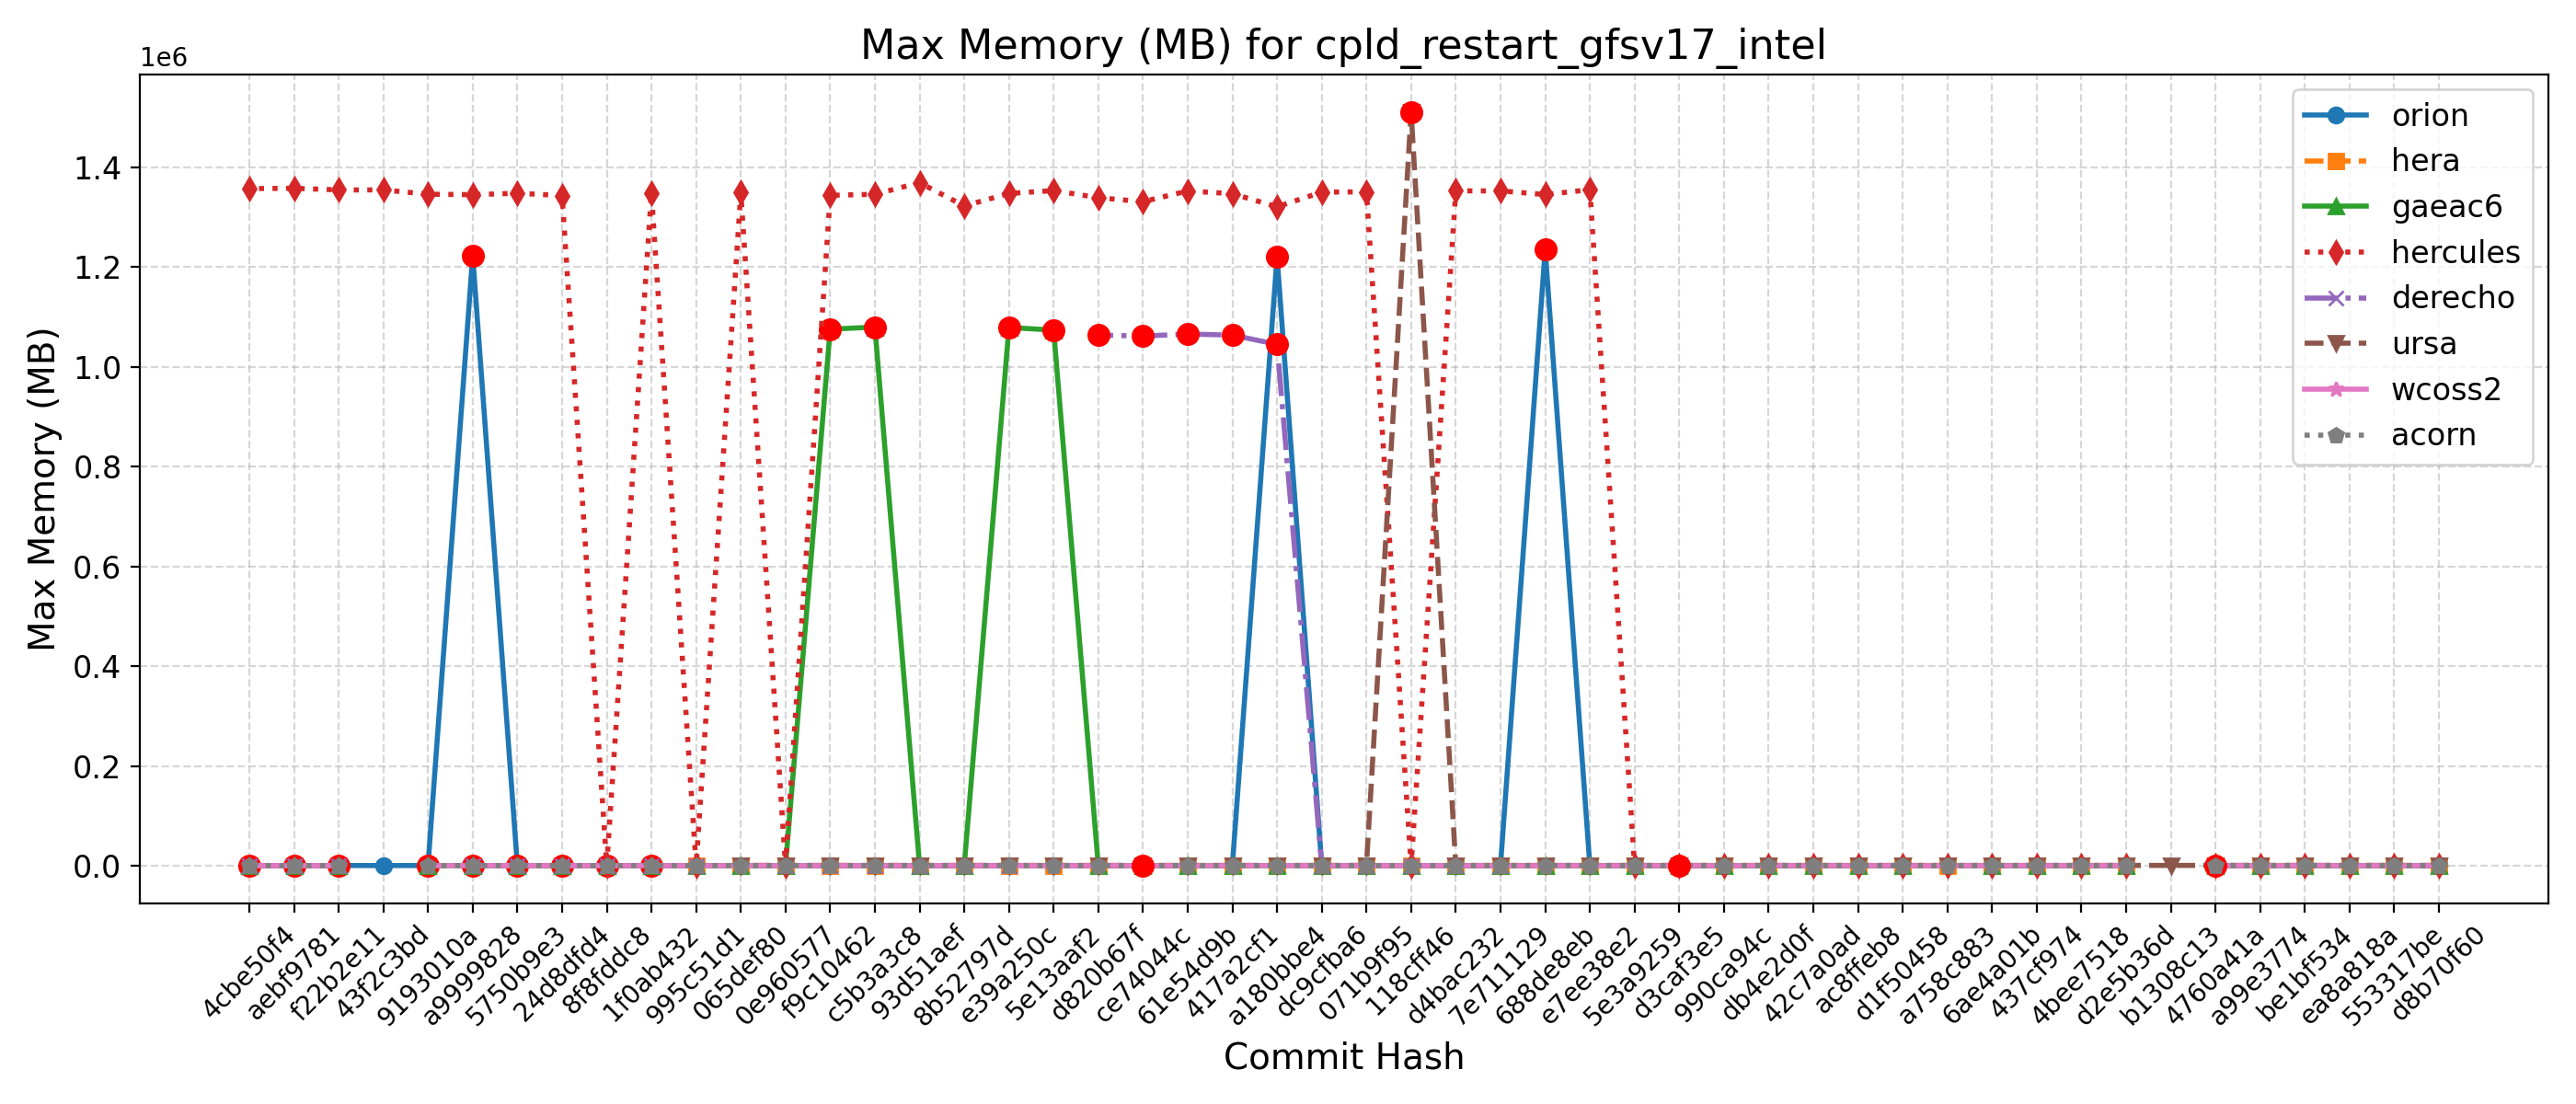 Max Memory (MB) for cpld_restart_gfsv17_intel
1e6
1.4
1.2
1.0
0.8
0.6
0.4
0.2
0.0
Max Memory (MB)
orion
hera
gaeac6
hercules
derecho
ursa
wcoss2
acorn
4cbe50f4
aebf9781
f22b2e11
43f2c3bd
9193010a
a9999828
5750b9e3
24d8dfd4
8f8fddc8
1f0ab432
995c51d1
065def80
0e960577
f9c10462
c5b3a3c8
93d51aef
8b52797d
e39a250c
5e13aaf2
d820b67f
ce74044c
61e54d9b
417a2cf1
a180bbe4
dc9cfba6
071b9f95
118cff46
d4bac232
7e711129
688de8eb
e7ee38e2
5e3a9259
d3caf3e5
990ca94c
db4e2d0f
42c7a0ad
ac8ffeb8
d1f50458
a758c883
6ae4a01b
437cf974
4bee7518
d2e5b36d
b1308c13
4760a41a
a99e3774
be1bf534
ea8a818a
553317be
d8b70f60
Commit Hash